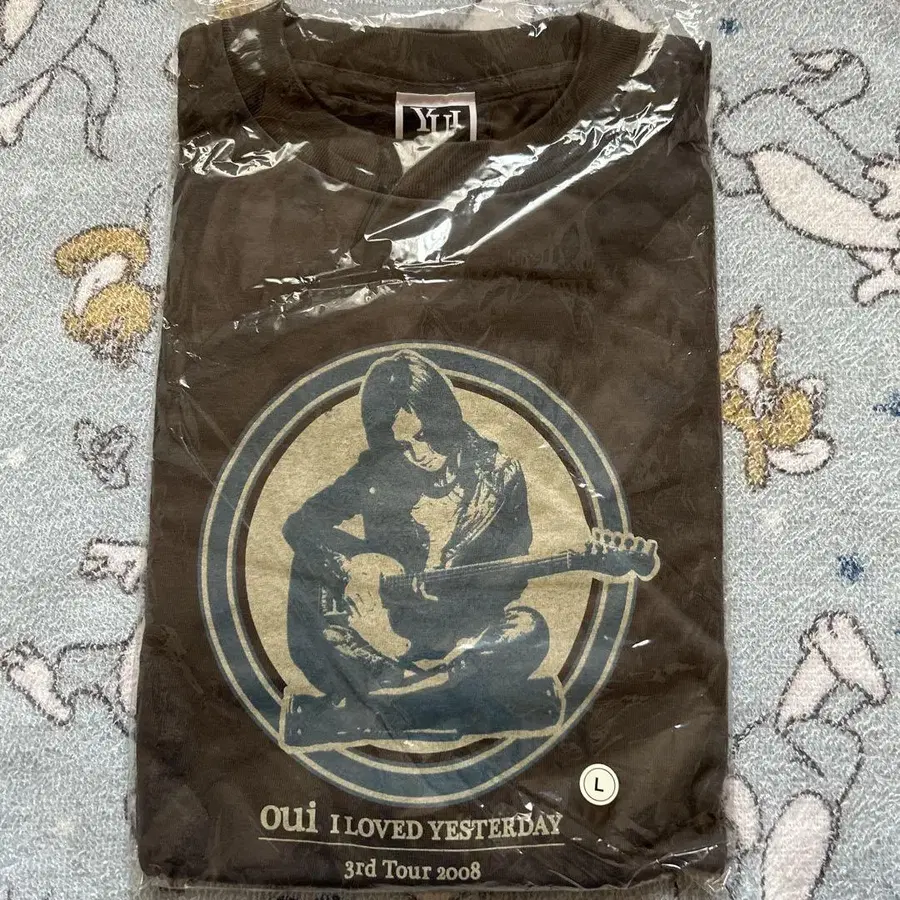 YUI
L
oui I LOVED YESTERDAY
3rd Tour 2008